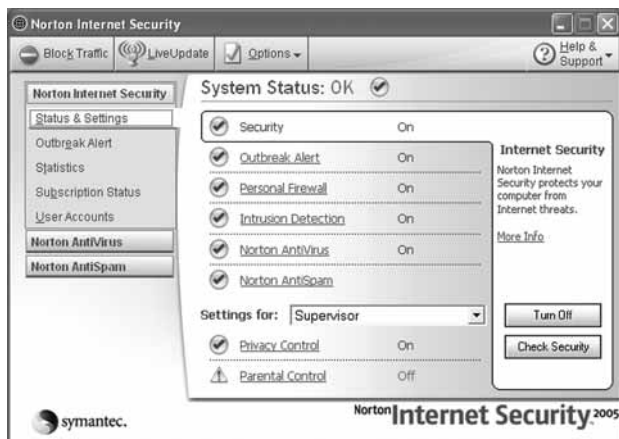 Norton Internet Security
Block Traffic LiveUpdate Options Help & Support
Norton Internet Security
Status & Settings
Outbreak Alert
Statistics
Subscription Status
User Accounts
Norton AntiVirus
Norton AntiSpam
System Status: OK
Security On
Outbreak Alert On
Personal Firewall On
Intrusion Detection On
Norton AntiVirus On
Norton AntiSpam
Settings for: Supervisor
Privacy Control On
Parental Control Off
Internet Security
Norton Internet
Security protects your
computer from
Internet threats.
More Info
Turn Off
Check Security
symantec.
Norton Internet Security 2005